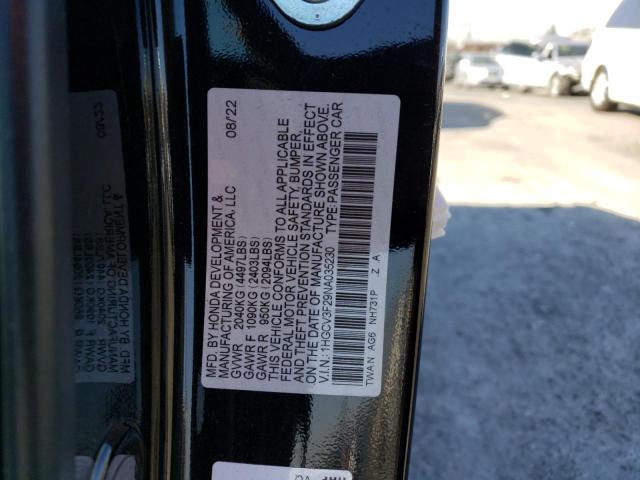 MFD. BY HONDA DEVELOPMENT & 08/22
MANUFACTURING OF AMERICA, LLC
GVWR 2040KG (4497LBS)
GAWR F 1090KG (2403LBS)
GAWR R 950KG (2094LBS)
THIS VEHICLE CONFORMS TO ALL APPLICABLE
FEDERAL MOTOR VEHICLE SAFETY, BUMPER,
AND THEFT PREVENTION STANDARDS IN EFFECT
ON THE DATE OF MANUFACTURE SHOWN ABOVE.
V.I.N.: 1HGCV3F29NA035230 TYPE: PASSENGER CAR
TWAN AG6 NH731P Z .A